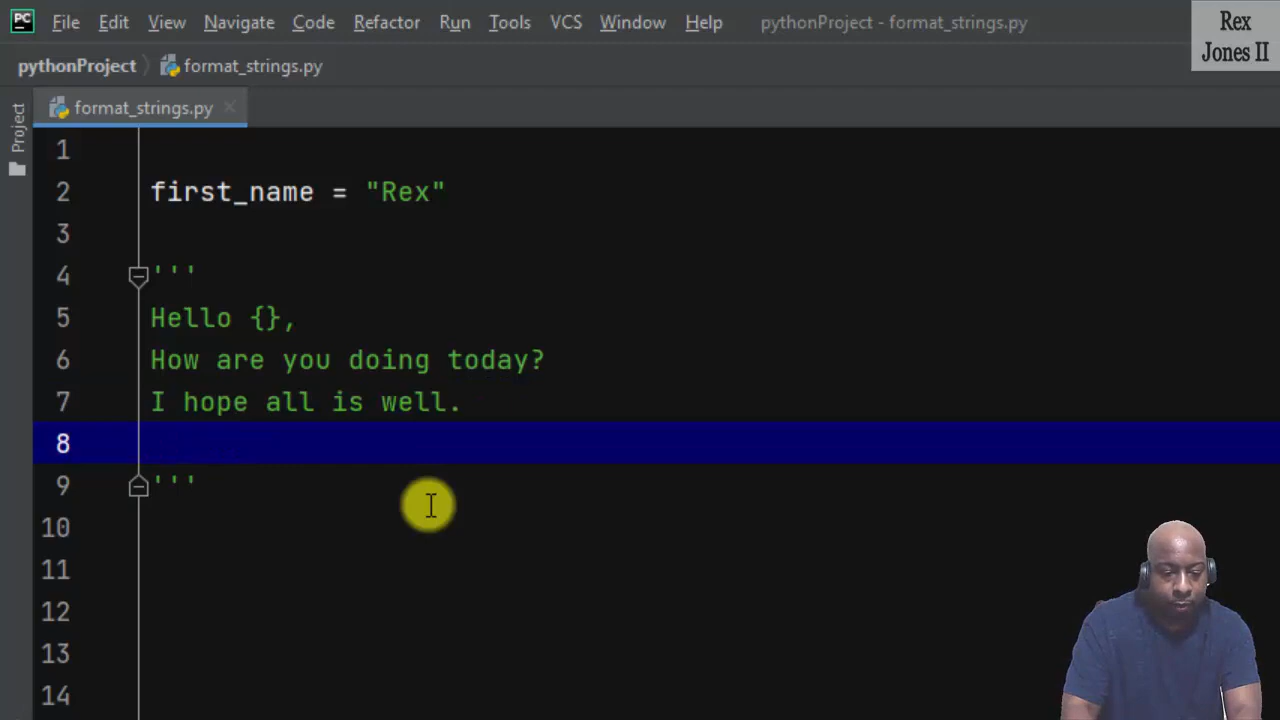 PC File Edit View Navigate Code Refactor Run Tools VCS Window Help pythonProject - format_strings.py
Rex
Jones II
pythonProject format_strings.py
format_strings.py
Project
1
2 first_name = "Rex"
3
4 '''
5 Hello {},
6 How are you doing today?
7 I hope all is well.
8
9 '''
10
11
12
13
14